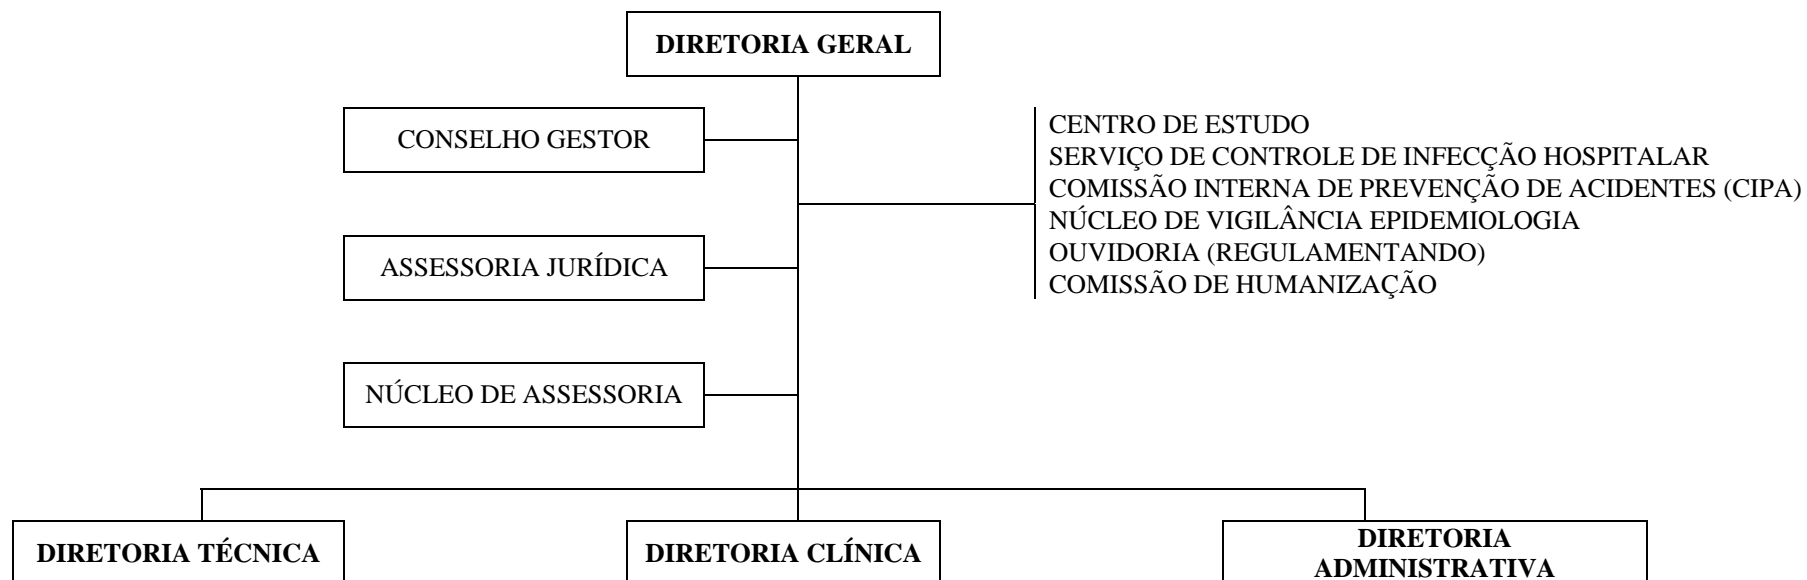 DIRETORIA GERAL
CONSELHO GESTOR
CENTRO DE ESTUDO
SERVIÇO DE CONTROLE DE INFECÇÃO HOSPITALAR
COMISSÃO INTERNA DE PREVENÇÃO DE ACIDENTES (CIPA)
NÚCLEO DE VIGILÂNCIA EPIDEMIOLOGIA
OUVIDORIA (REGULAMENTANDO)
COMISSÃO DE HUMANIZAÇÃO
ASSESSORIA JURÍDICA
NÚCLEO DE ASSESSORIA
DIRETORIA TÉCNICA
DIRETORIA CLÍNICA
DIRETORIA
ADMINISTRATIVA